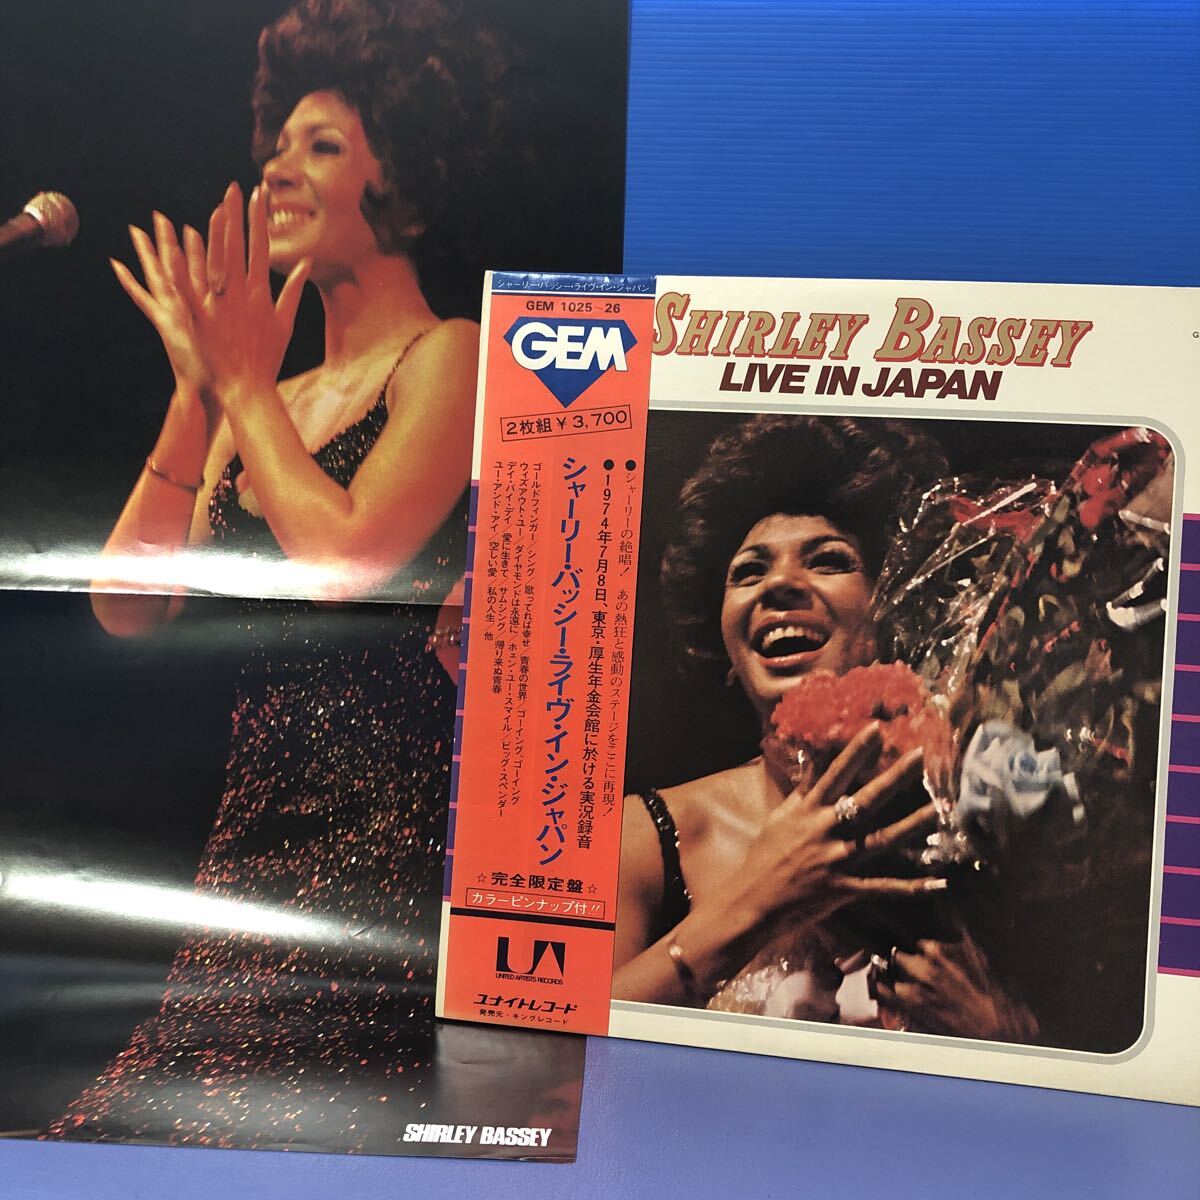 シャーリー・バッシー・ライヴ・イン・ジャパン
GEM 1025~26
GEM
2枚組¥3,700
●シャーリーの絶唱! あの熱狂と感動のステージをここに再現!
●1974年7月8日、東京・厚生年金会館に於ける実況録音
シャーリー・バッシー・ライヴ・イン・ジャパン
ゴールドフィンガー/シング/歌ってれば幸せ/青春の世界/ゴーイング、ゴーイング
ウィズアウト・ユー/ダイヤモンドは永遠に/ホェン・ユー・スマイル/ビッグ・スペンダー
デイ・バイ・デイ/愛に生きて/サムシング/帰り来ぬ青春
ユー・アンド・アイ/空しい愛/私の人生/他
☆完全限定盤☆
カラーピンナップ付!!
UA
UNITED ARTISTS RECORDS
ユナイトレコード
発売元・キングレコード
SHIRLEY BASSEY
LIVE IN JAPAN
SHIRLEY BASSEY